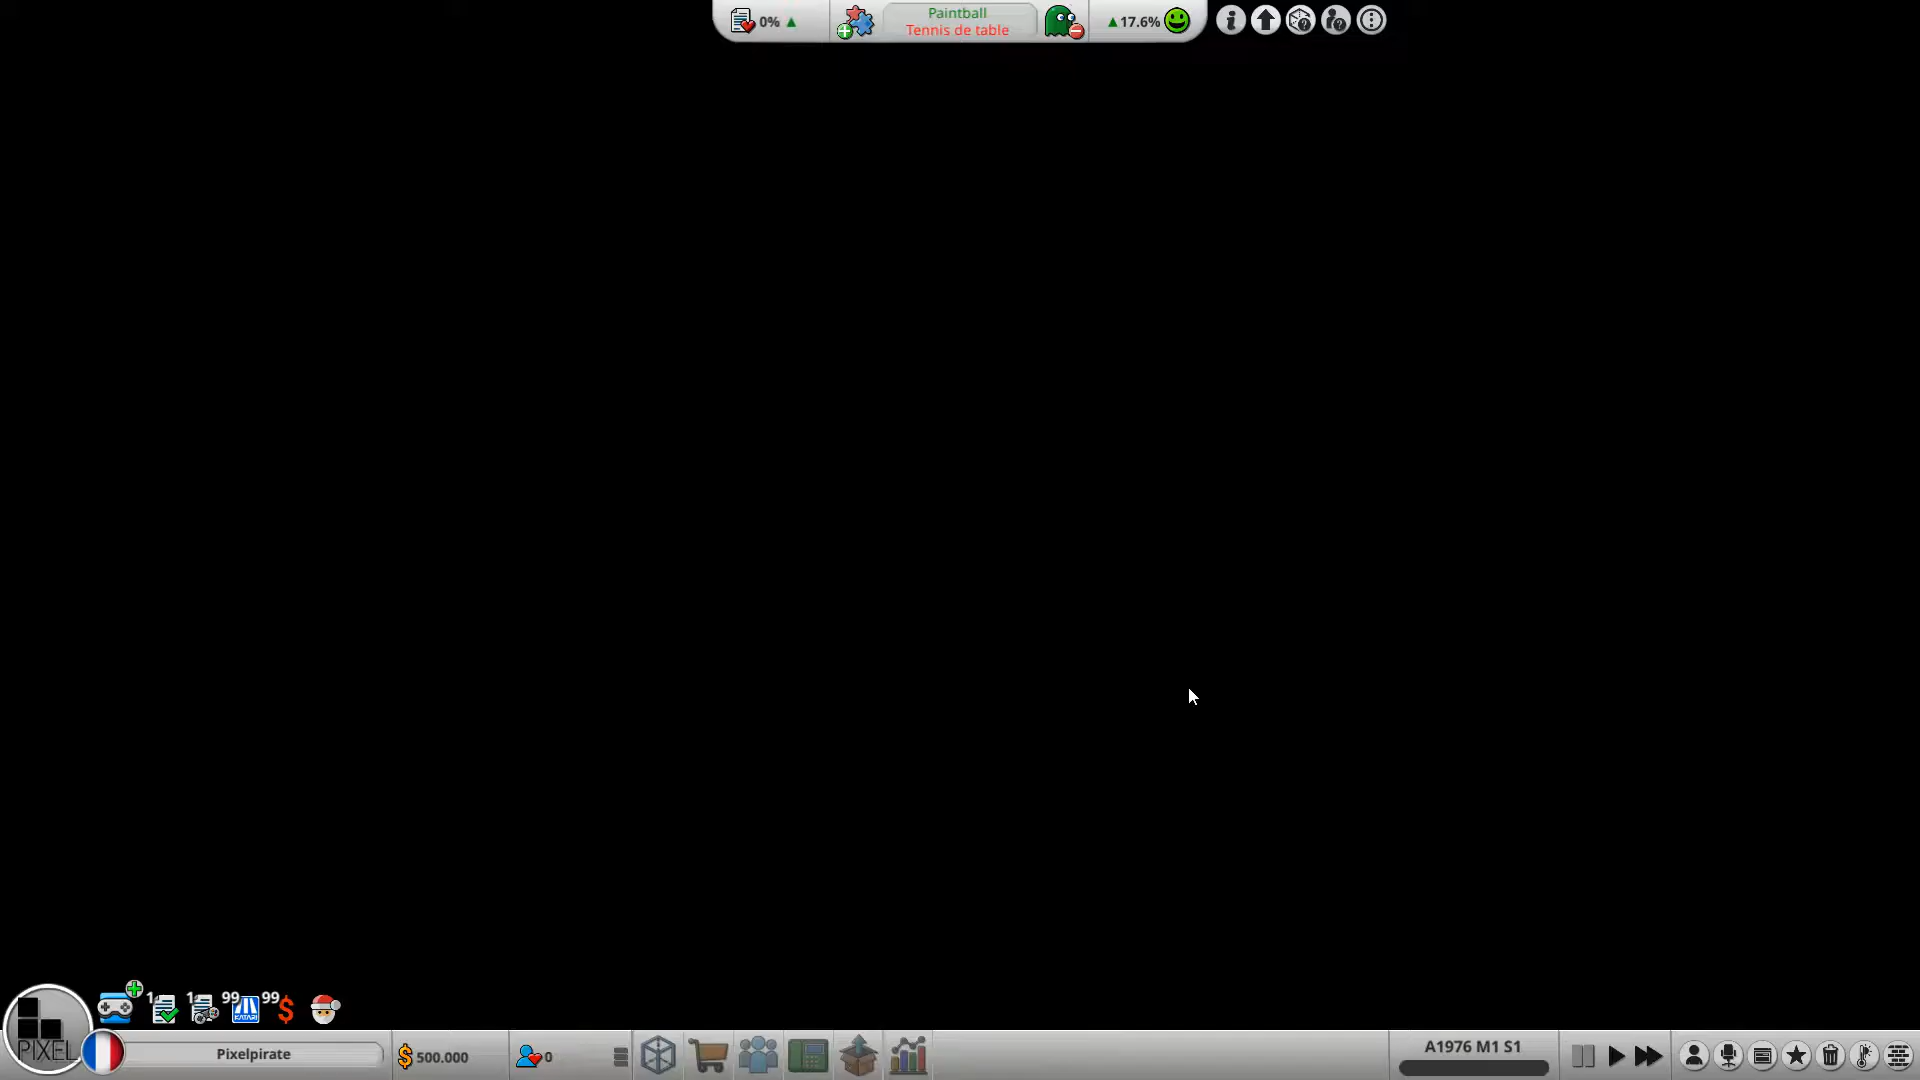 0%
Paintball
Tennis de table
17.6%
1
1
99
99
KATARI
PIXEL
Pixelpirate
500.000
0
A1976 M1 S1